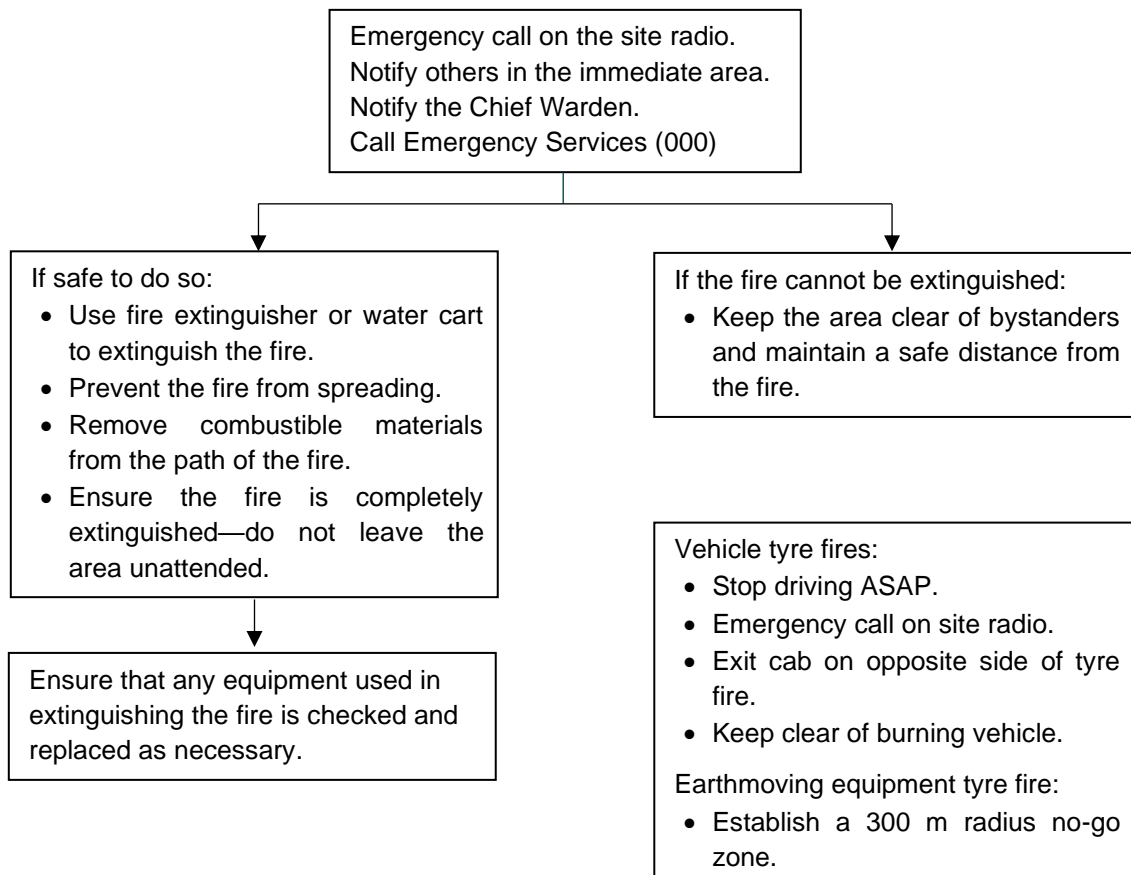 Emergency call on the site radio.
Notify others in the immediate area.
Notify the Chief Warden.
Call Emergency Services (000)
If safe to do so:
• Use fire extinguisher or water cart
to extinguish the fire.
• Prevent the fire from spreading.
• Remove combustible materials
from the path of the fire.
• Ensure the fire is completely
extinguished—do not leave the
area unattended.
Ensure that any equipment used in
extinguishing the fire is checked and
replaced as necessary.
If the fire cannot be extinguished:
• Keep the area clear of bystanders
and maintain a safe distance from
the fire.
Vehicle tyre fires:
• Stop driving ASAP.
• Emergency call on site radio.
• Exit cab on opposite side of tyre
fire.
• Keep clear of burning vehicle.
Earthmoving equipment tyre fire:
• Establish a 300 m radius no-go
zone.